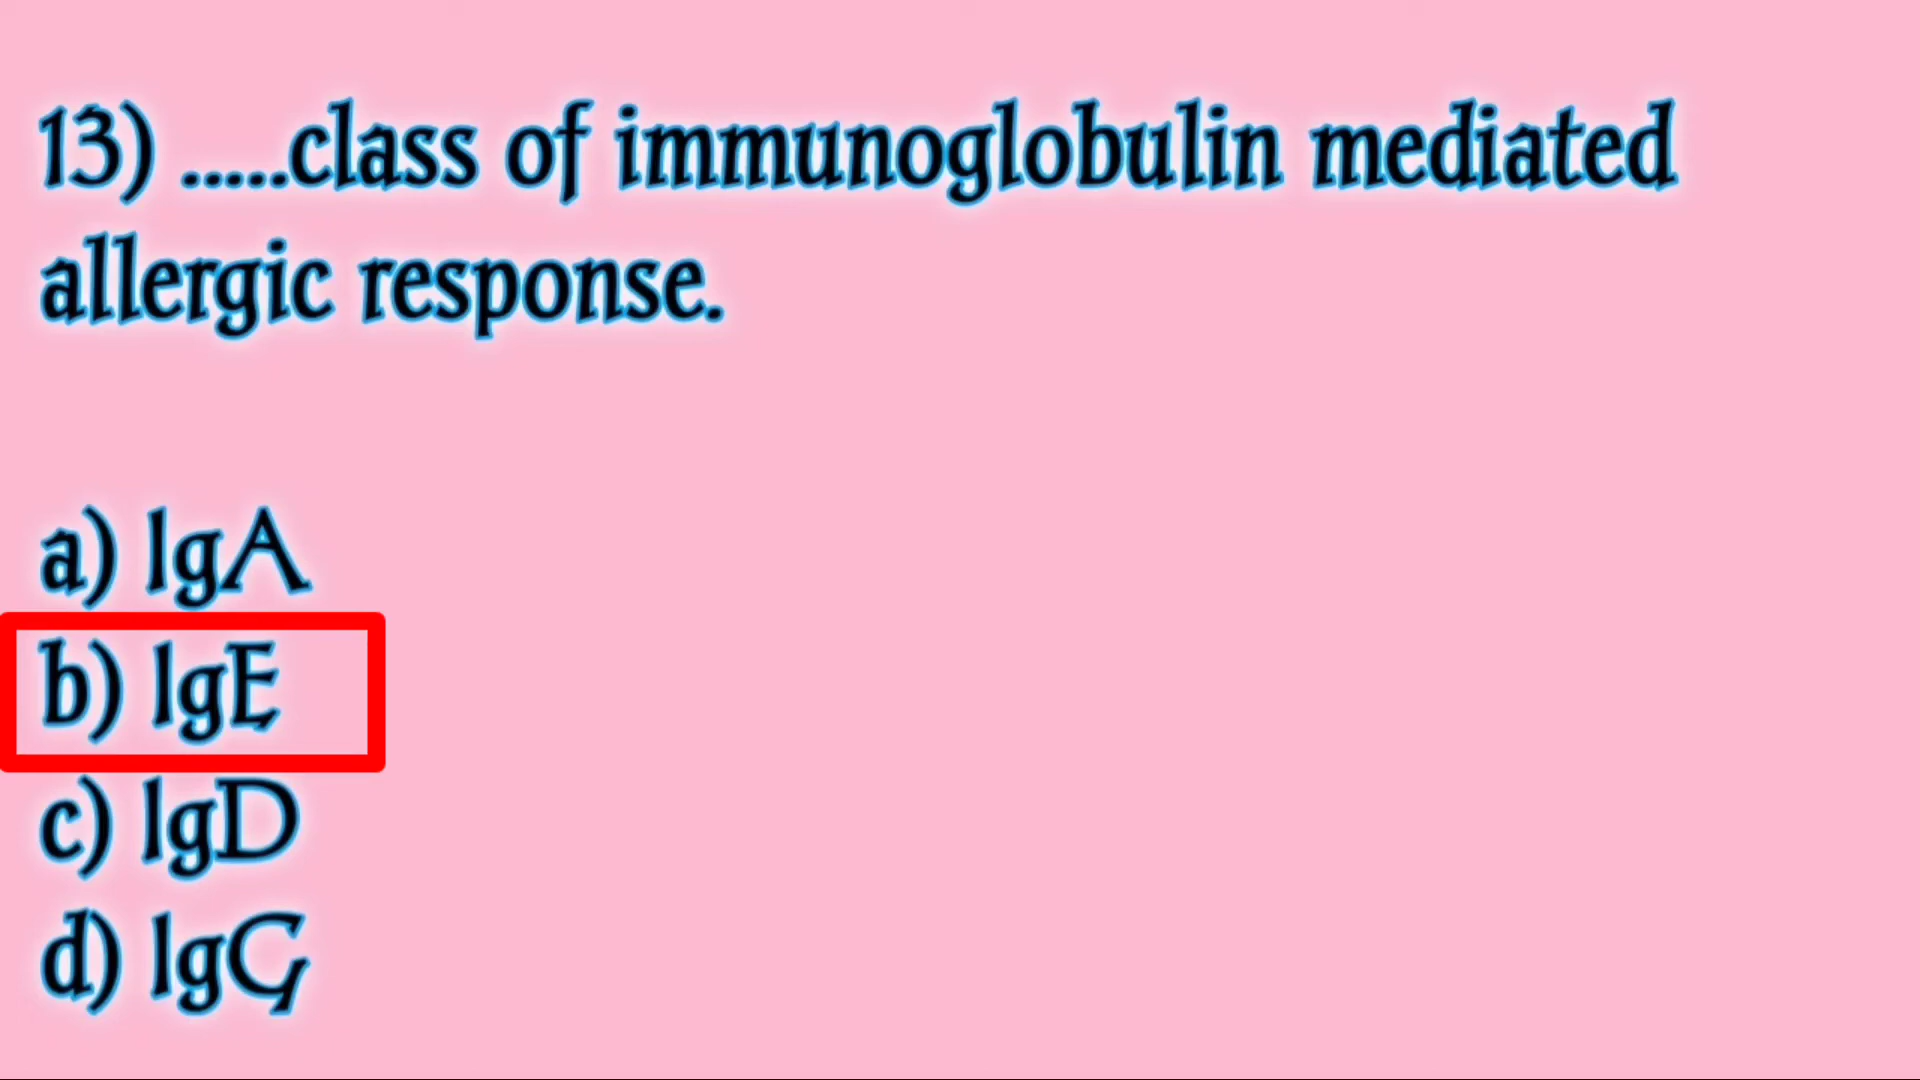 13) .....class of immunoglobulin mediated
allergic response.
a) IgA
b) IgE
c) IgD
d) IgG